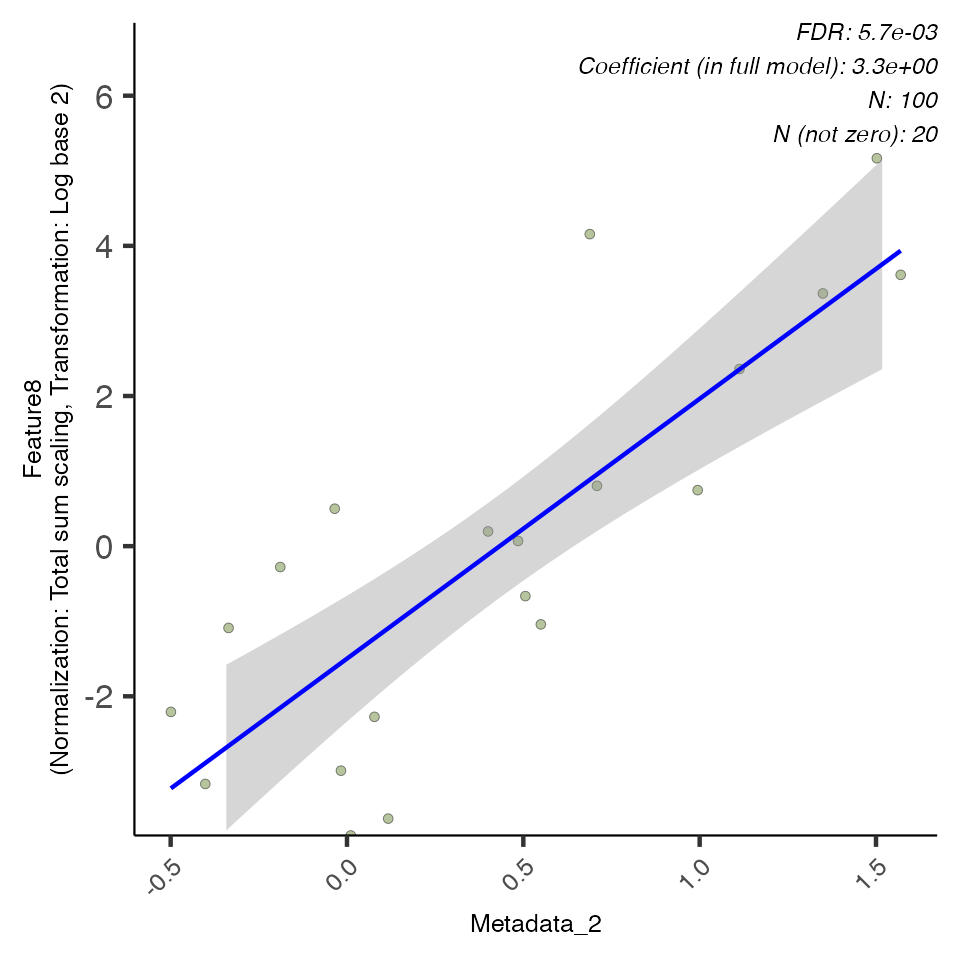 FDR: 5.7e-03
Coefficient (in full model): 3.3e+00
N: 100
N (not zero): 20
Feature8
(Normalization: Total sum scaling, Transformation: Log base 2)
6
4
2
0
-2
-0.5
0.0
0.5
1.0
1.5
Metadata_2